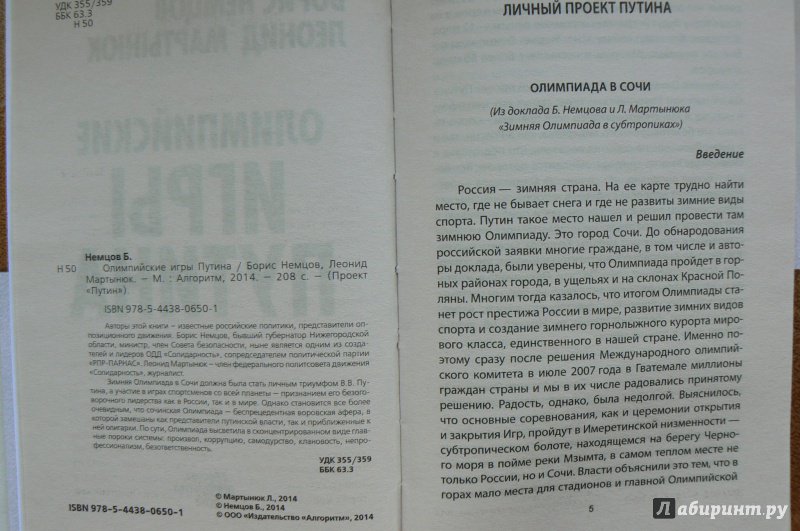 УДК 355/359
ББК 63.3
Н 50
БОРИС НЕМЦОВ
ЛЕОНИД МАРТЫНЮК
ОЛИМПИЙСКИЕ
ИГРЫ
ПУТИНА
Немцов Б.
Н 50 Олимпийские игры Путина / Борис Немцов, Леонид
Мартынюк. — М. : Алгоритм, 2014. — 208 с. — (Проект
«Путин»).
ISBN 978-5-4438-0650-1
Авторы этой книги – известные российские политики, представители оп-
позиционного движения. Борис Немцов, бывший губернатор Нижегородской
области, министр, член Совета безопасности, ныне является одним из созда-
телей и лидеров ОДД «Солидарность», сопредседателем политической партии
«РПР-ПАРНАС». Леонид Мартынюк – член федерального политсовета движения
«Солидарность», журналист.
Зимняя Олимпиада в Сочи должна была стать личным триумфом В.В. Пу-
тина, а участие в играх спортсменов со всей планеты — признанием его безо-
говорочного лидерства как в России, так и в мире. Однако становится все более
очевидным, что сочинская Олимпиада — беспрецедентная воровская афера, в
которой замешаны как представители путинской власти, так и приближенные к
ней олигархи. По сути, Олимпиада высветила в сконцентрированном виде глав-
ные пороки системы: произвол, коррупцию, самодурство, клановость, непро-
фессионализм, безответственность.
УДК 355/359
ББК 63.3
© Мартынюк Л., 2014
© Немцов Б., 2014
© ООО «Издательство «Алгоритм», 2014
ISBN 978-5-4438-0650-1
ЛИЧНЫЙ ПРОЕКТ ПУТИНА
ОЛИМПИАДА В СОЧИ
(Из доклада Б. Немцова и Л. Мартынюка
«Зимняя Олимпиада в субтропиках»)
Введение
Россия — зимняя страна. На ее карте трудно найти
место, где не бывает снега и где не развиты зимние виды
спорта. Путин такое место нашел и решил провести там
зимнюю Олимпиаду. Это город Сочи. До обнародования
российской заявки многие граждане, в том числе и авто-
ры доклада, были уверены, что Олимпиада пройдет в гор-
ных районах города, в ущельях и на склонах Красной По-
ляны. Многим тогда казалось, что итогом Олимпиады ста-
нет рост престижа России в мире, развитие зимних видов
спорта и создание зимнего горнолыжного курорта миро-
вого класса, единственного в нашей стране. Именно по-
этому сразу после решения Международного олимпий-
ского комитета в июле 2007 года в Гватемале миллионы
граждан страны и мы в их числе радовались принятому
решению. Радость, однако, была недолгой. Выяснилось,
что основные соревнования, как и церемонии открытия
и закрытия Игр, пройдут в Имеретинской низменности —
субтропическом болоте, находящемся на берегу Черно-
го моря в пойме реки Мзымта, в самом теплом месте не
только России, но и Сочи. Власти объяснили это тем, что в
горах мало места для стадионов и главной Олимпийской
5
Лабиринт.ру